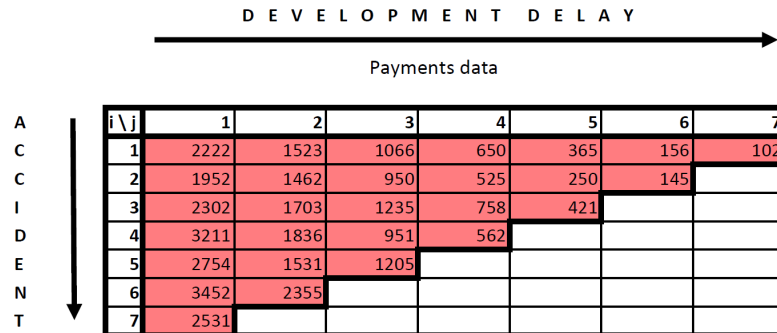 D E V E L O P M E N T D E L A Y
Payments data
A i \ j 1 2 3 4 5 6 7
C 1 2222 1523 1066 650 365 156 102
C 2 1952 1462 950 525 250 145
I 3 2302 1703 1235 758 421
D 4 3211 1836 951 562
E 5 2754 1531 1205
N 6 3452 2355
T 7 2531